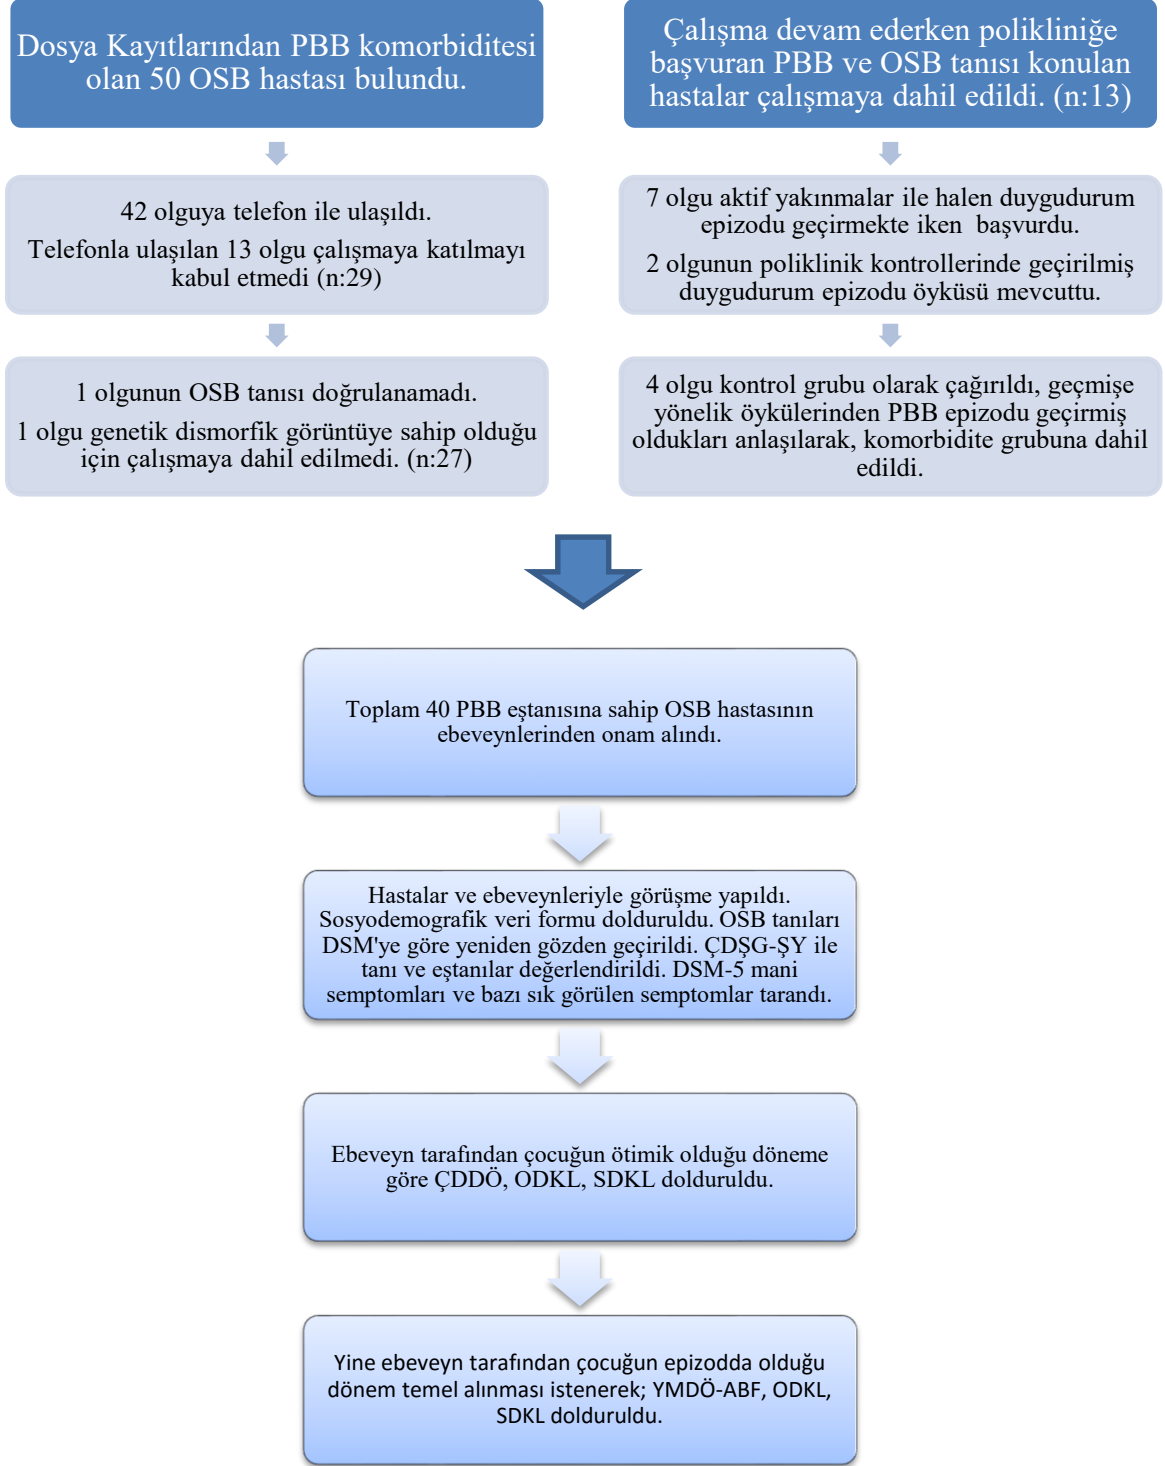 Dosya Kayıtlarından PBB komorbiditesi
olan 50 OSB hastası bulundu.
42 olguya telefon ile ulaşıldı.
Telefonla ulaşılan 13 olgu çalışmaya katılmayı
kabul etmedi (n:29)
1 olgunun OSB tanısı doğrulanamadı.
1 olgu genetik dismorfik görüntüye sahip olduğu
için çalışmaya dahil edilmedi. (n:27)
Çalışma devam ederken polikliniğe
başvuran PBB ve OSB tanısı konulan
hastalar çalışmaya dahil edildi. (n:13)
7 olgu aktif yakınmalar ile halen duygudurum
epizodu geçirmekte iken başvurdu.
2 olgunun poliklinik kontrollerinde geçirilmiş
duygudurum epizodu öyküsü mevcuttu.
4 olgu kontrol grubu olarak çağırıldı, geçmişe
yönelik öykülerinden PBB epizodu geçirmiş
oldukları anlaşılarak, komorbidite grubuna dahil
edildi.
Toplam 40 PBB eştanısına sahip OSB hastasının
ebeveynlerinden onam alındı.
Hastalar ve ebeveynleriyle görüşme yapıldı.
Sosyodemografik veri formu dolduruldu. OSB tanıları
DSM'ye göre yeniden gözden geçirildi. ÇDŞG-ŞY ile
tanı ve eştanılar değerlendirildi. DSM-5 mani
semptomları ve bazı sık görülen semptomlar tarandı.
Ebeveyn tarafından çocuğun ötimik olduğu döneme
göre ÇDDÖ, ODKL, SDKL dolduruldu.
Yine ebeveyn tarafından çocuğun epizodda olduğu
dönem temel alınması istenerek; YMDÖ-ABF, ODKL,
SDKL dolduruldu.